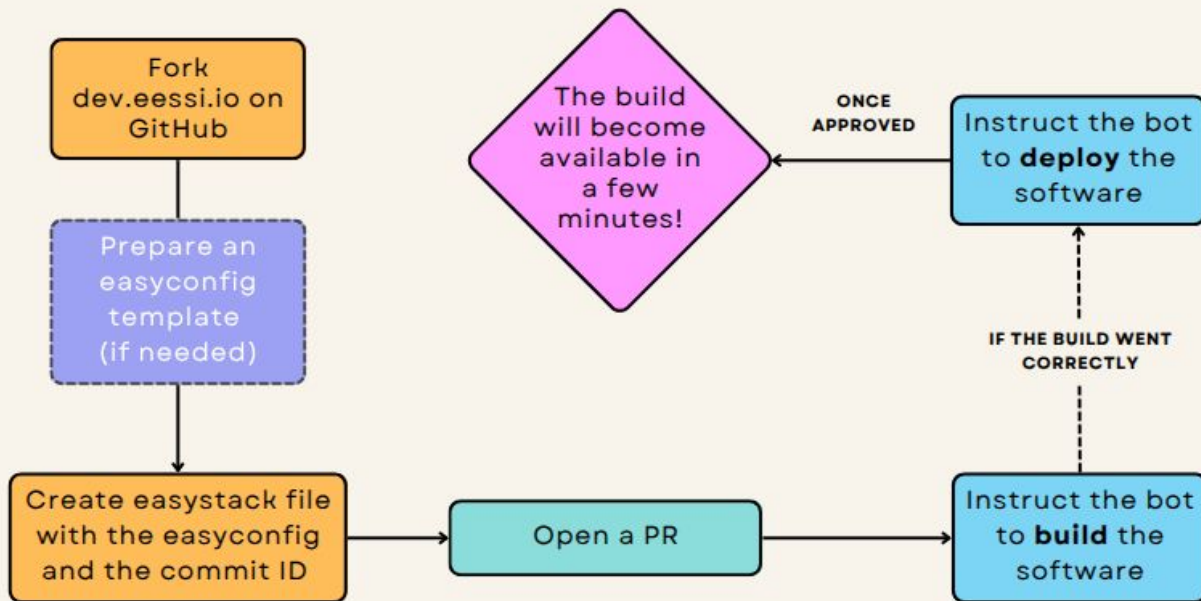 Fork
dev.eessi.io on
GitHub
Prepare an
easyconfig
template
(if needed)
Create easystack file
with the easyconfig
and the commit ID
Open a PR
Instruct the bot
to build the
software
IF THE BUILD WENT
CORRECTLY
Instruct the bot
to deploy the
software
ONCE
APPROVED
The build
will become
available in
a few
minutes!